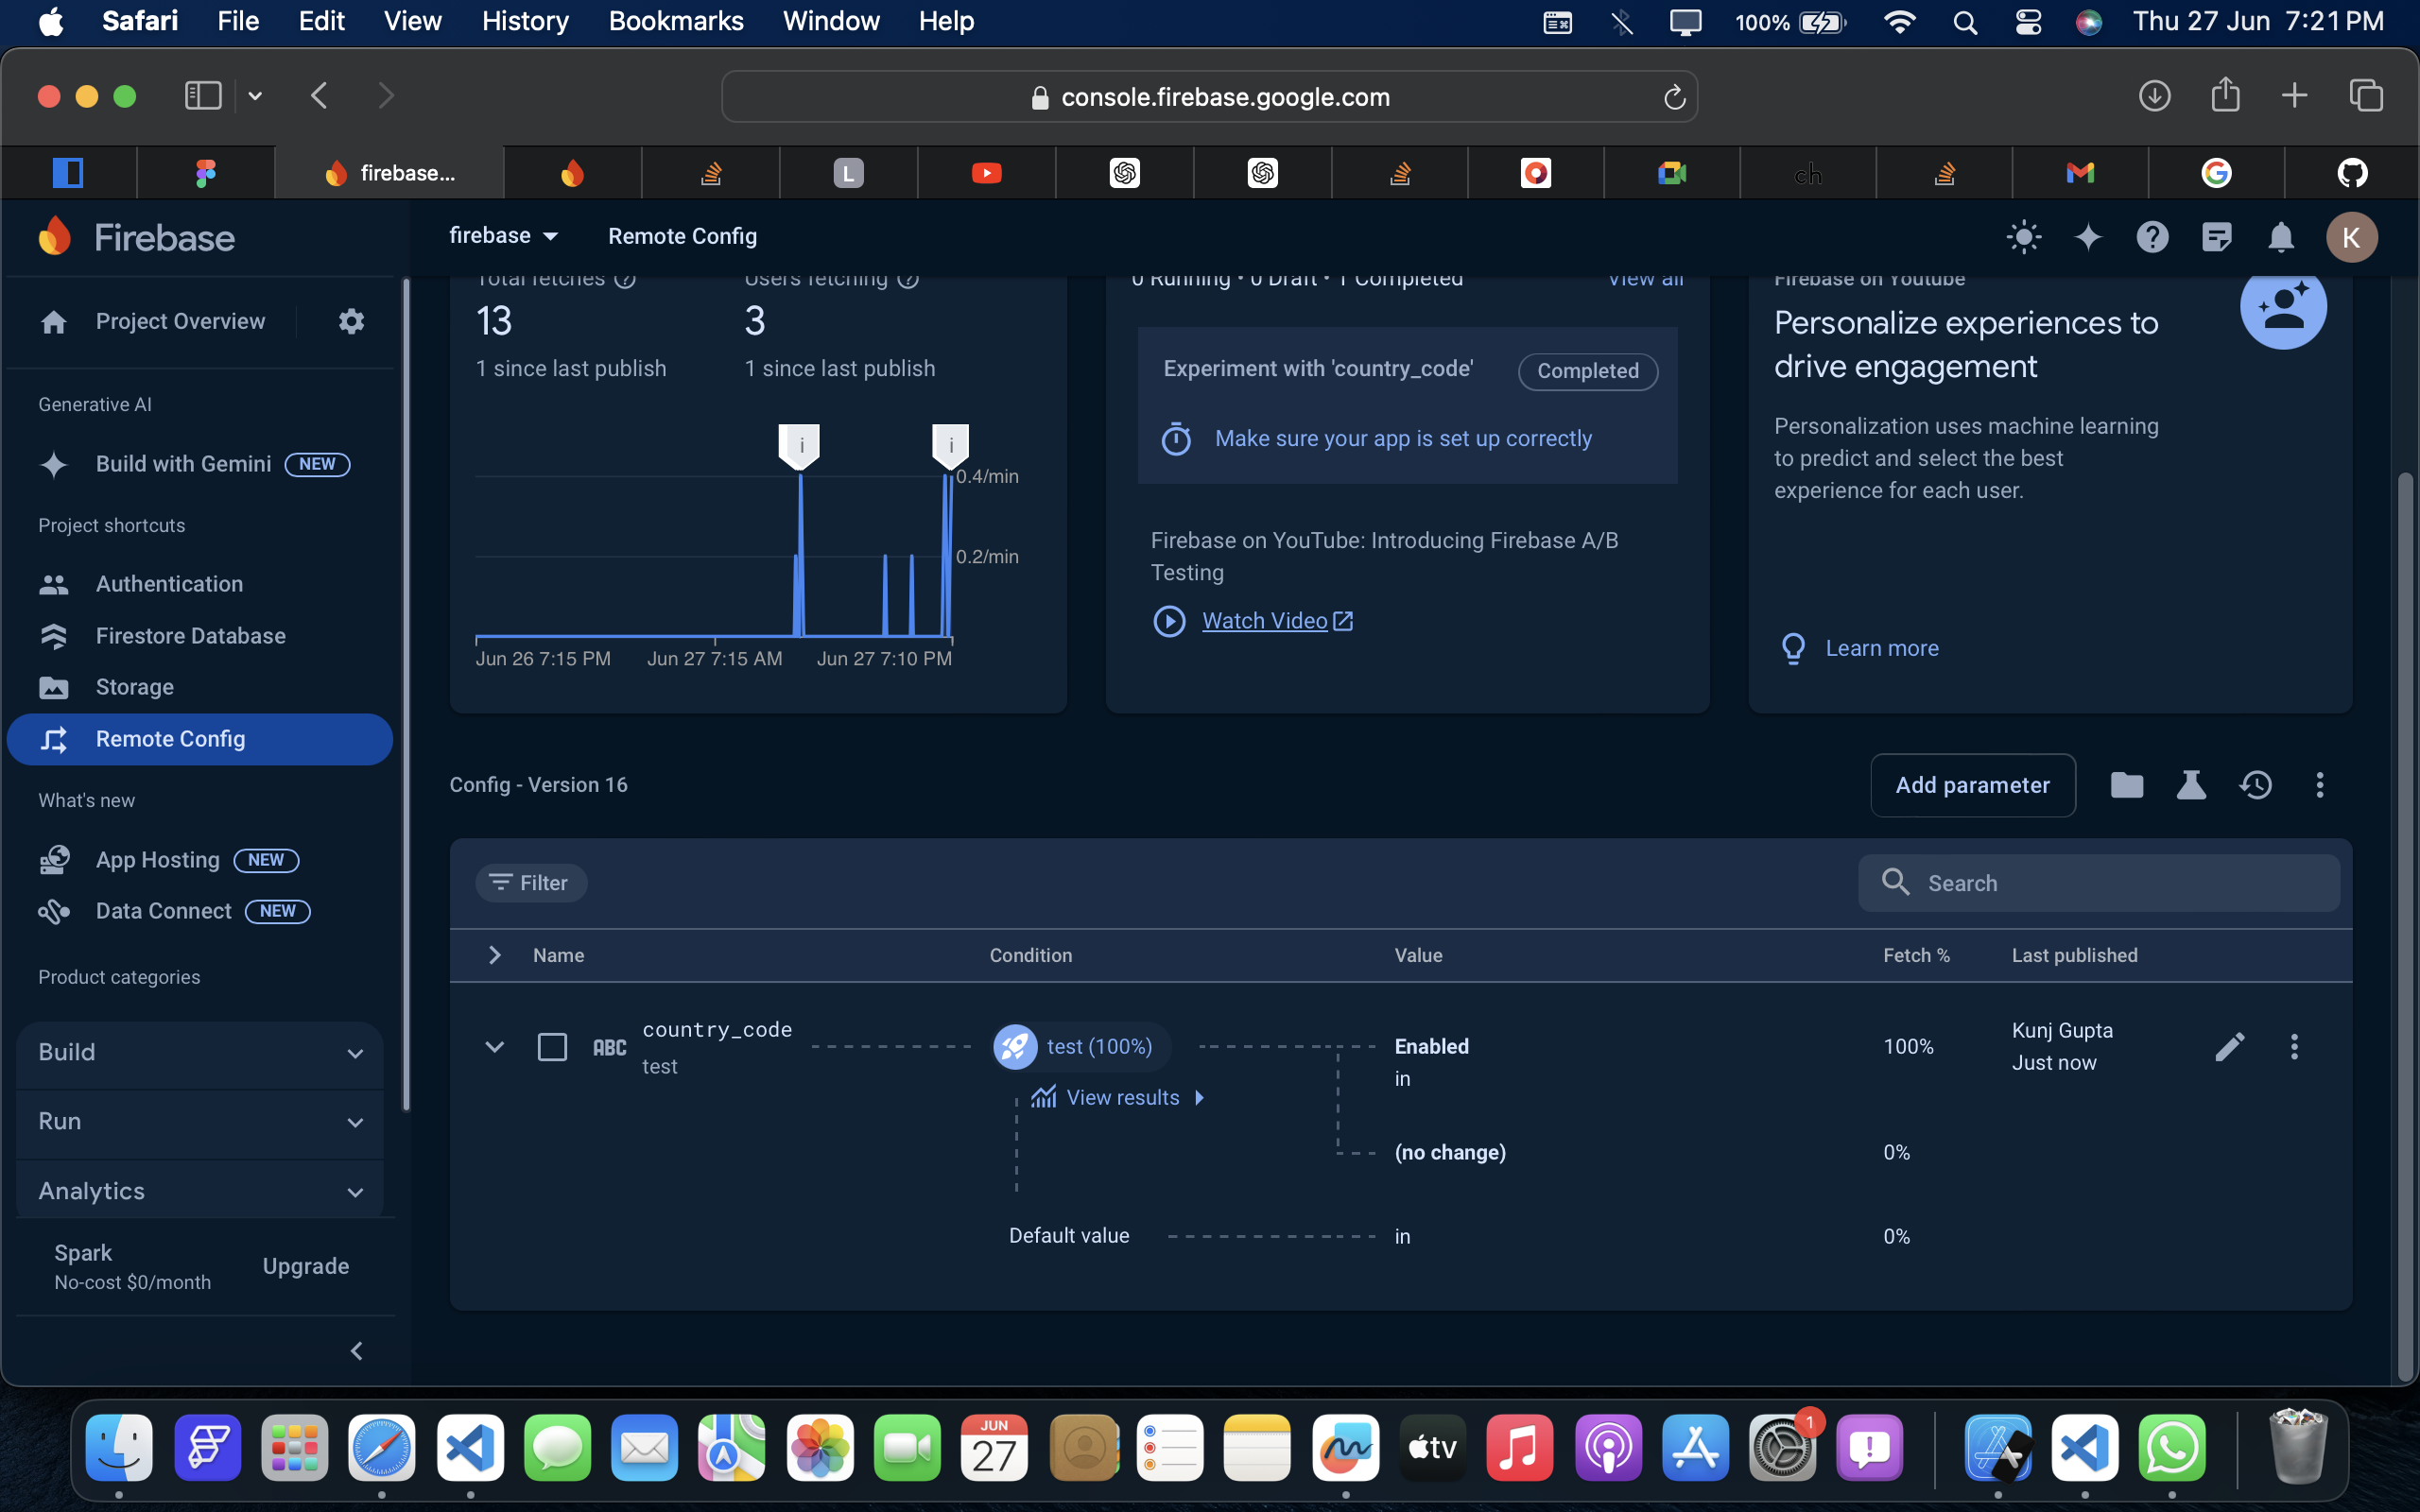 Safari File Edit View History Bookmarks Window Help 100% Thu 27 Jun 7:21 PM
console.firebase.google.com
firebase...
L
ch
Firebase
firebase Remote Config
K
Project Overview
Generative AI
Build with Gemini NEW
Project shortcuts
Authentication
Firestore Database
Storage
Remote Config
What's new
App Hosting NEW
Data Connect NEW
Product categories
Build
Run
Analytics
Spark
No-cost $0/month
Upgrade
Total fetches
13
1 since last publish
Users fetching
3
1 since last publish
i i
0.4/min
0.2/min
Jun 26 7:15 PM Jun 27 7:15 AM Jun 27 7:10 PM
0 Running • 0 Draft • 1 Completed View all
Experiment with 'country_code' Completed
Make sure your app is set up correctly
Firebase on YouTube: Introducing Firebase A/B
Testing
Watch Video
Firebase on Youtube
Personalize experiences to
drive engagement
Personalization uses machine learning
to predict and select the best
experience for each user.
Learn more
Config - Version 16
Add parameter
Filter
Search
Name Condition Value Fetch % Last published
ABC country_code
test
test (100%)
View results
Enabled
in
100%
Kunj Gupta
Just now
(no change) 0%
Default value in 0%
JUN
27
tv
1